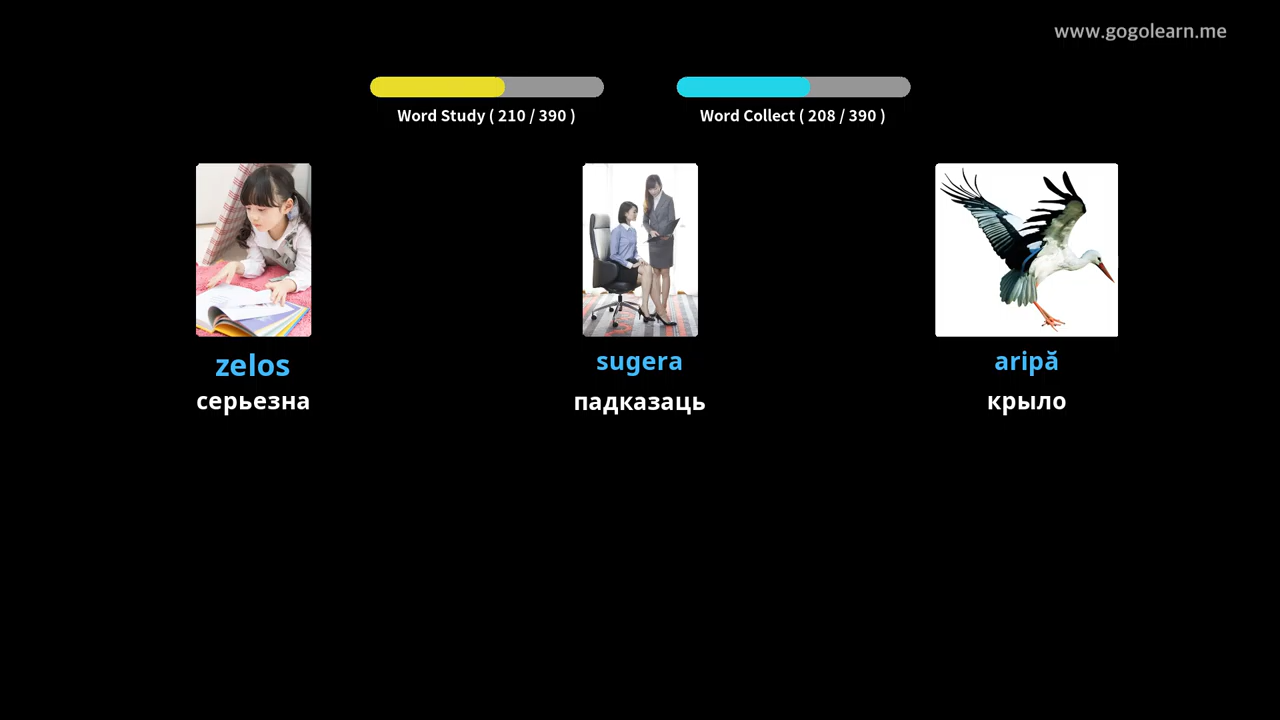 www.gogolearn.me
Word Study ( 210 / 390 )
Word Collect ( 208 / 390 )
zelos
серьезна
sugera
падказаць
aripă
крыло